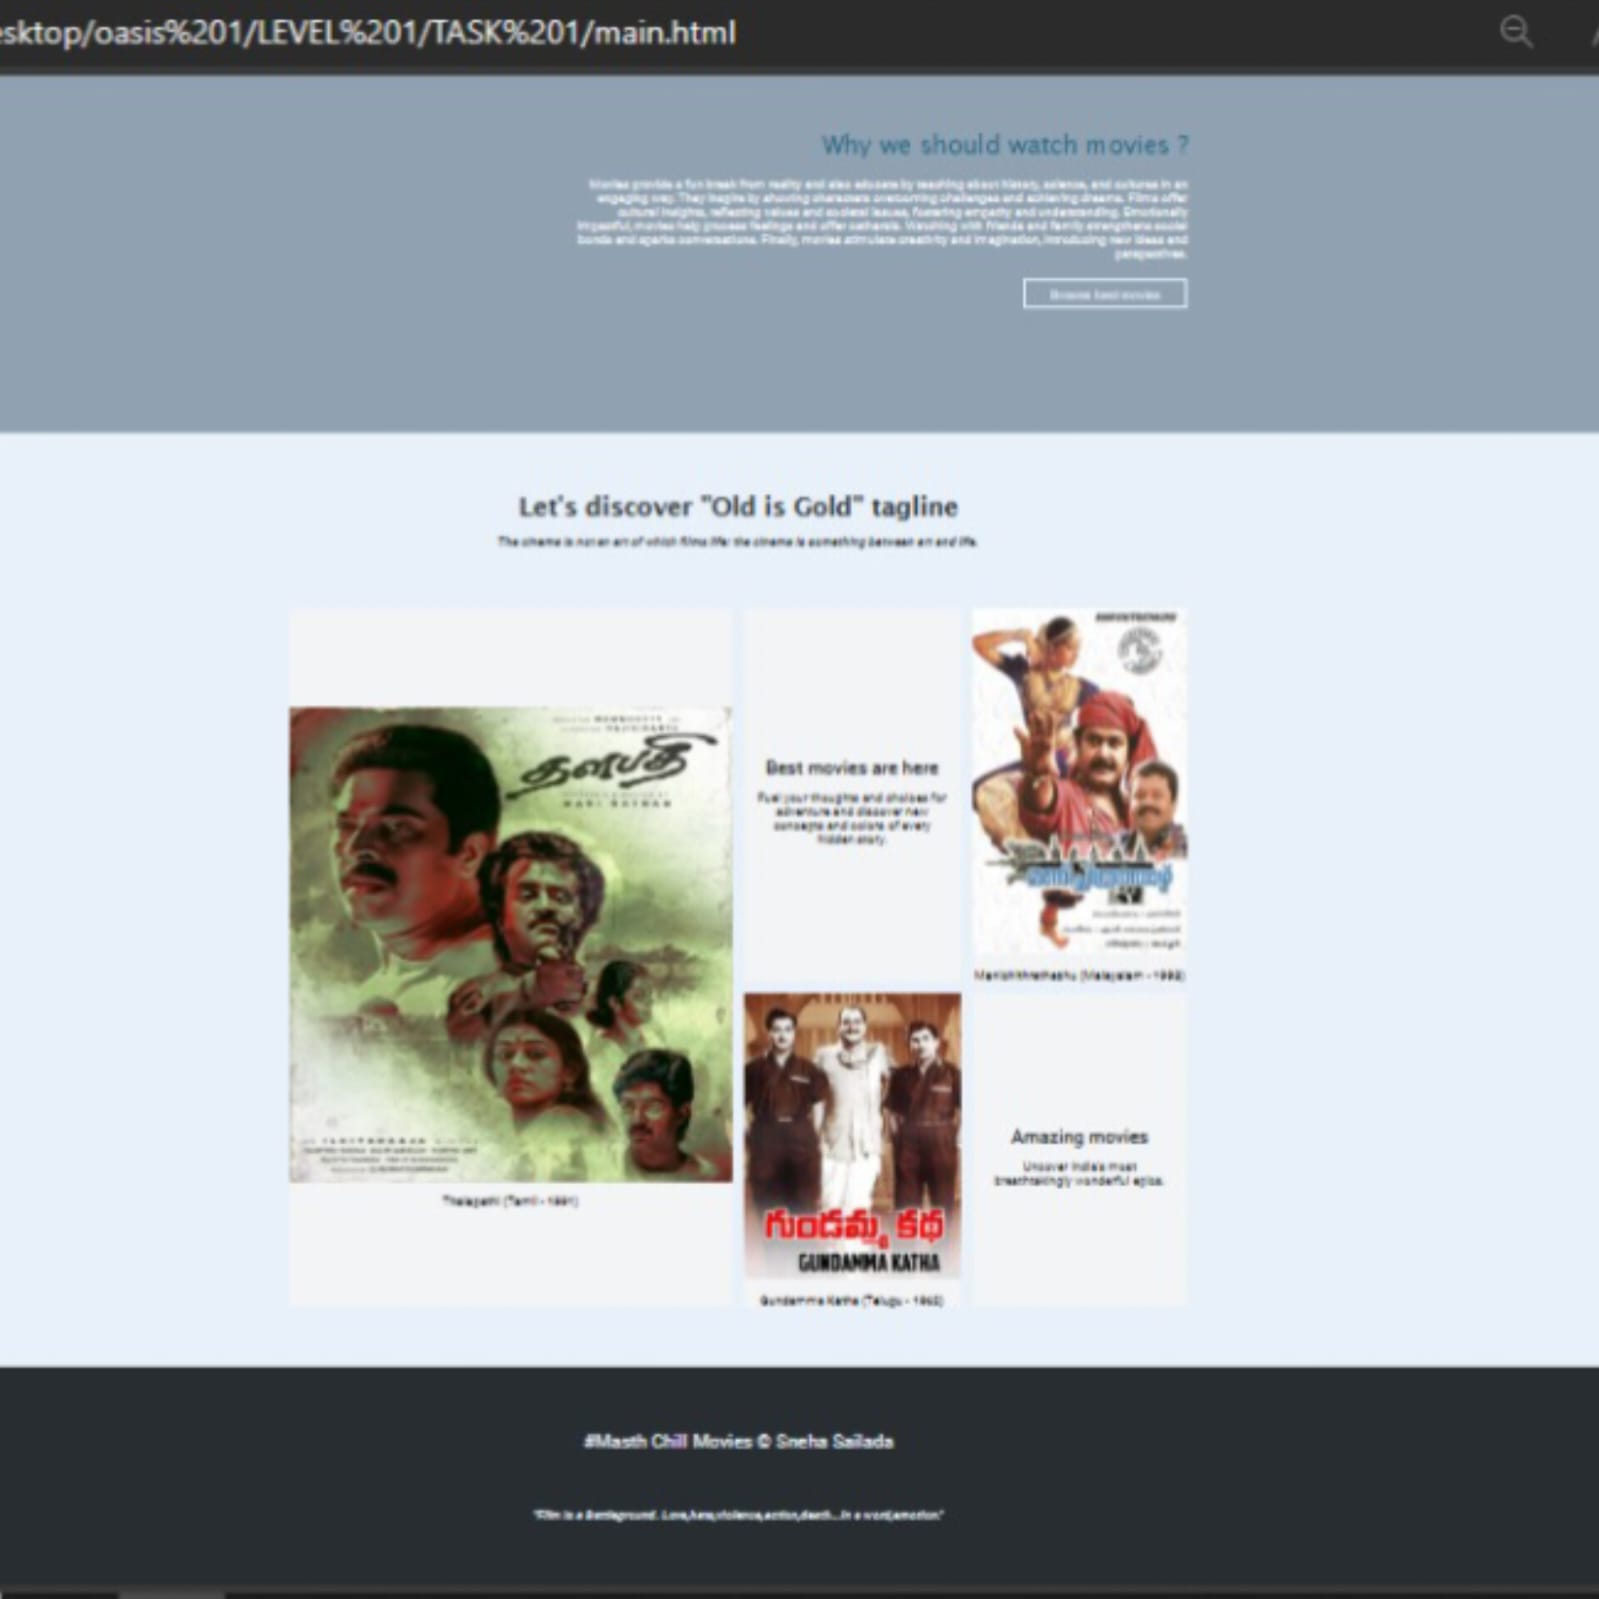 esktop/oasis%201/LEVEL%201/TASK%201/main.html
Why we should watch movies ?
Movies provide a fun break from reality and also educate by teaching about history, science, and cultures in an
engaging way. They inspire by showing characters overcoming challenges and achieving dreams. Films offer
cultural insights, reflecting values and societal issues, fostering empathy and understanding. Emotionally
impactful, movies help process feelings and offer catharsis. Watching with friends and family strengthens social
bonds and sparks conversations. Finally, movies stimulate creativity and imagination, introducing new ideas and
perspectives.
Browse best movies
Let's discover "Old is Gold" tagline
The cinema is not an art of which films life: the cinema is something between art and life.
தளபதி
MANI RATNAM
Thalapathi (Tamil - 1991)
Best movies are here
Fuel your thoughts and choices for
adventure and discover new
concepts and colors of every
hidden story.
മണിച്ചിത്രത്താഴ്
Manichithrathazhu (Malayalam - 1993)
గుండమ్మ కథ
GUNDAMMA KATHA
Gundamma Katha (Telugu - 1962)
Amazing movies
Uncover India's most
breathtakingly wonderful epics.
#Masth Chill Movies © Sneha Sailada
"Film is a Battleground. Love,hate,violence,action,death...in a word,emotion"